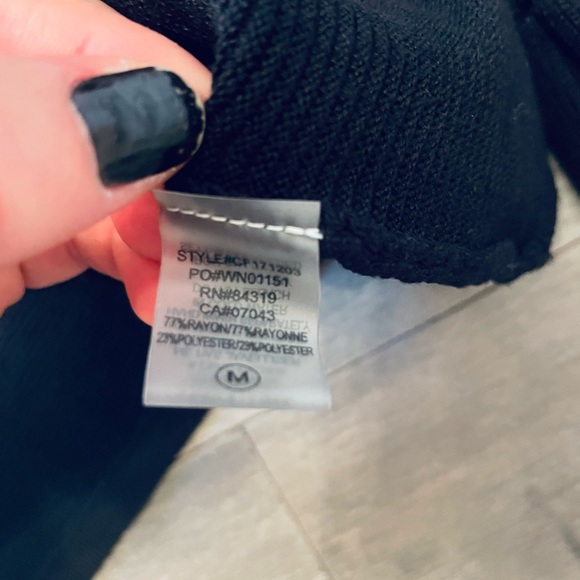 STYLE#CF171203
PO#WN01151
RN#84319
CA#07043
77%RAYON/77%RAYONNE
23%POLYESTER/23%POLYESTER
M